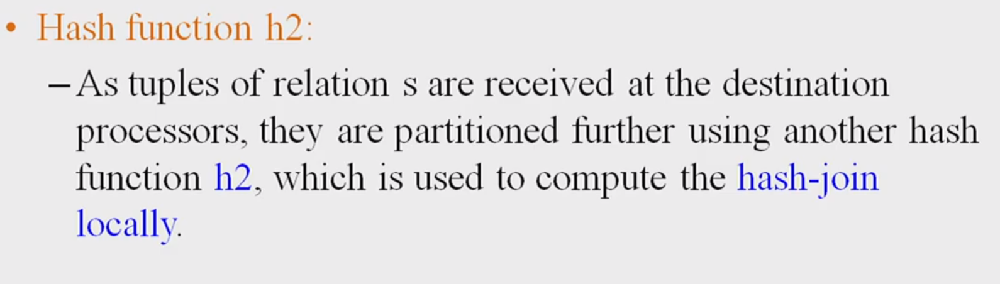 • Hash function h2:
– As tuples of relation s are received at the destination
processors, they are partitioned further using another hash
function h2, which is used to compute the hash-join
locally.